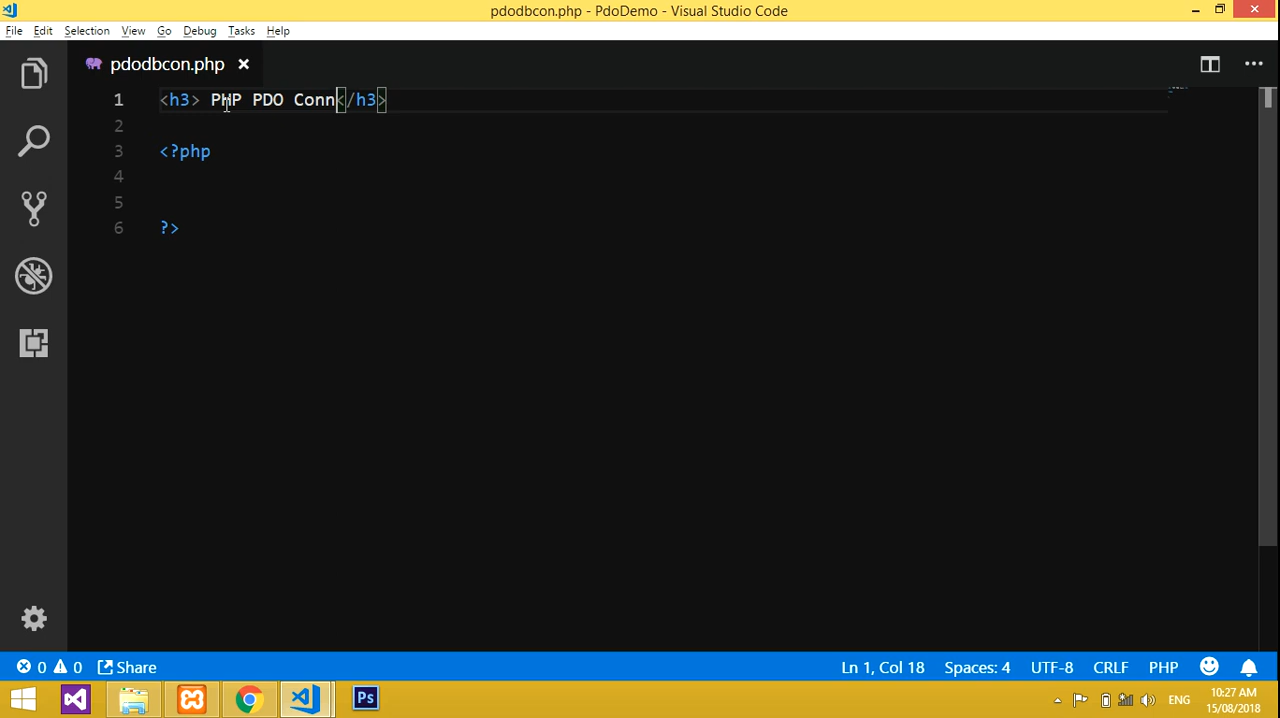 pdodbcon.php - PdoDemo - Visual Studio Code
File Edit Selection View Go Debug Tasks Help
pdodbcon.php
1 <h3> PHP PDO Conn</h3>
2
3 <?php
4
5
6 ?>
0 0 Share Ln 1, Col 18 Spaces: 4 UTF-8 CRLF PHP
Ps ENG 10:27 AM
15/08/2018